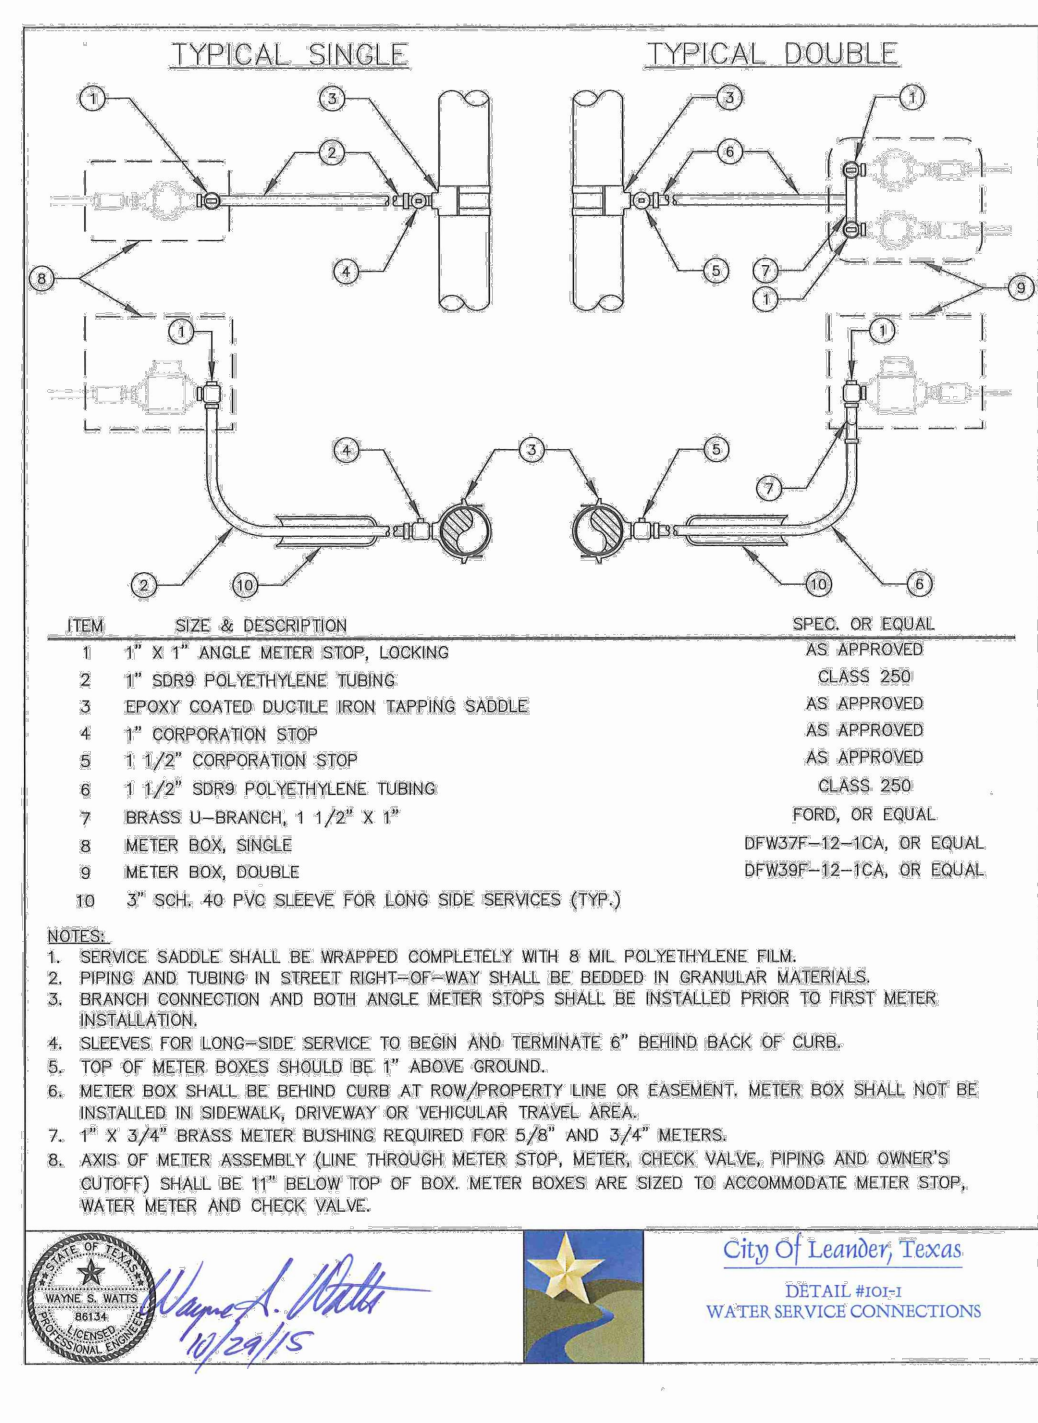 TYPICAL SINGLE
TYPICAL DOUBLE
1
3
3
1
2
6
8
4
5
7
1
9
1
1
4
3
5
7
2
10
10
6
ITEM SIZE & DESCRIPTION SPEC. OR EQUAL
1 1" X 1" ANGLE METER STOP, LOCKING AS APPROVED
2 1" SDR9 POLYETHYLENE TUBING CLASS 250
3 EPOXY COATED DUCTILE IRON TAPPING SADDLE AS APPROVED
4 1" CORPORATION STOP AS APPROVED
5 1 1/2" CORPORATION STOP AS APPROVED
6 1 1/2" SDR9 POLYETHYLENE TUBING CLASS 250
7 BRASS U-BRANCH, 1 1/2" X 1" FORD, OR EQUAL
8 METER BOX, SINGLE DFW37F-12-1CA, OR EQUAL
9 METER BOX, DOUBLE DFW39F-12-1CA, OR EQUAL
10 3" SCH. 40 PVC SLEEVE FOR LONG SIDE SERVICES (TYP.)
NOTES:
1. SERVICE SADDLE SHALL BE WRAPPED COMPLETELY WITH 8 MIL POLYETHYLENE FILM.
2. PIPING AND TUBING IN STREET RIGHT-OF-WAY SHALL BE BEDDED IN GRANULAR MATERIALS.
3. BRANCH CONNECTION AND BOTH ANGLE METER STOPS SHALL BE INSTALLED PRIOR TO FIRST METER
INSTALLATION.
4. SLEEVES FOR LONG-SIDE SERVICE TO BEGIN AND TERMINATE 6" BEHIND BACK OF CURB.
5. TOP OF METER BOXES SHOULD BE 1" ABOVE GROUND.
6. METER BOX SHALL BE BEHIND CURB AT ROW/PROPERTY LINE OR EASEMENT. METER BOX SHALL NOT BE
INSTALLED IN SIDEWALK, DRIVEWAY OR VEHICULAR TRAVEL AREA.
7. 1" X 3/4" BRASS METER BUSHING REQUIRED FOR 5/8" AND 3/4" METERS.
8. AXIS OF METER ASSEMBLY (LINE THROUGH METER STOP, METER, CHECK VALVE, PIPING AND OWNER'S
CUTOFF) SHALL BE 11" BELOW TOP OF BOX. METER BOXES ARE SIZED TO ACCOMMODATE METER STOP,
WATER METER AND CHECK VALVE.
STATE OF TEXAS
WAYNE S. WATTS
86134
LICENSED
PROFESSIONAL ENGINEER
Wayne S. Watts
10/29/15
City Of Leander, Texas
DETAIL #101-1
WATER SERVICE CONNECTIONS